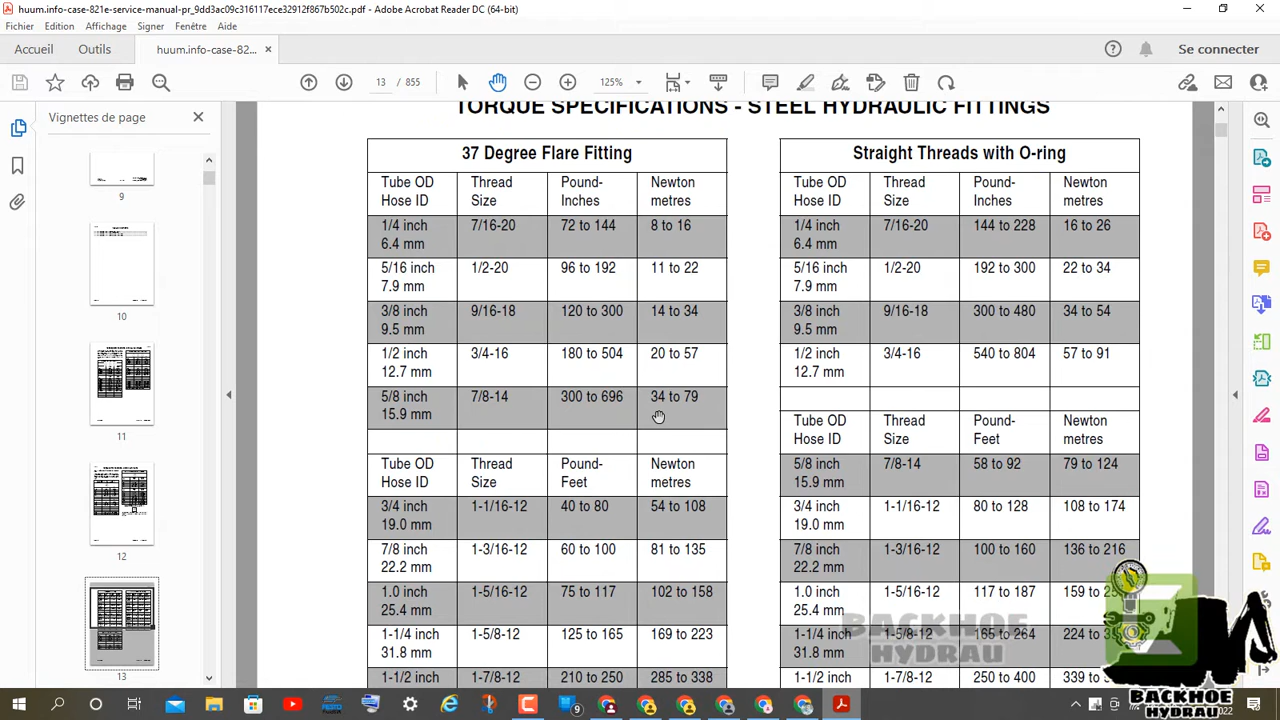 huum.info-case-821e-service-manual-pr_9dd3ac09c316117ece32912f867b502c.pdf - Adobe Acrobat Reader DC (64-bit)
Fichier Edition Affichage Signer Fenêtre Aide
Accueil Outils huum.info-case-82... × Se connecter
13 / 855 125%
Vignettes de page
9
10
11
12
13
TORQUE SPECIFICATIONS - STEEL HYDRAULIC FITTINGS
37 Degree Flare Fitting
Tube OD Thread Pound- Newton
Hose ID Size Inches metres
1/4 inch 7/16-20 72 to 144 8 to 16
6.4 mm
5/16 inch 1/2-20 96 to 192 11 to 22
7.9 mm
3/8 inch 9/16-18 120 to 300 14 to 34
9.5 mm
1/2 inch 3/4-16 180 to 504 20 to 57
12.7 mm
5/8 inch 7/8-14 300 to 696 34 to 79
15.9 mm
Tube OD Thread Pound- Newton
Hose ID Size Feet metres
3/4 inch 1-1/16-12 40 to 80 54 to 108
19.0 mm
7/8 inch 1-3/16-12 60 to 100 81 to 135
22.2 mm
1.0 inch 1-5/16-12 75 to 117 102 to 158
25.4 mm
1-1/4 inch 1-5/8-12 125 to 165 169 to 223
31.8 mm
1-1/2 inch 1-7/8-12 210 to 250 285 to 338
Straight Threads with O-ring
Tube OD Thread Pound- Newton
Hose ID Size Inches metres
1/4 inch 7/16-20 144 to 228 16 to 26
6.4 mm
5/16 inch 1/2-20 192 to 300 22 to 34
7.9 mm
3/8 inch 9/16-18 300 to 480 34 to 54
9.5 mm
1/2 inch 3/4-16 540 to 804 57 to 91
12.7 mm
Tube OD Thread Pound- Newton
Hose ID Size Feet metres
5/8 inch 7/8-14 58 to 92 79 to 124
15.9 mm
3/4 inch 1-1/16-12 80 to 128 108 to 174
19.0 mm
7/8 inch 1-3/16-12 100 to 160 136 to 216
22.2 mm
1.0 inch 1-5/16-12 117 to 187 159 to
25.4 mm
1-1/4 inch 1-5/8-12 165 to 264 224 to
31.8 mm
1-1/2 inch 1-7/8-12 250 to 400 339 to
BACKHOE
HYDRAU
BACKHOE
HYDRAU